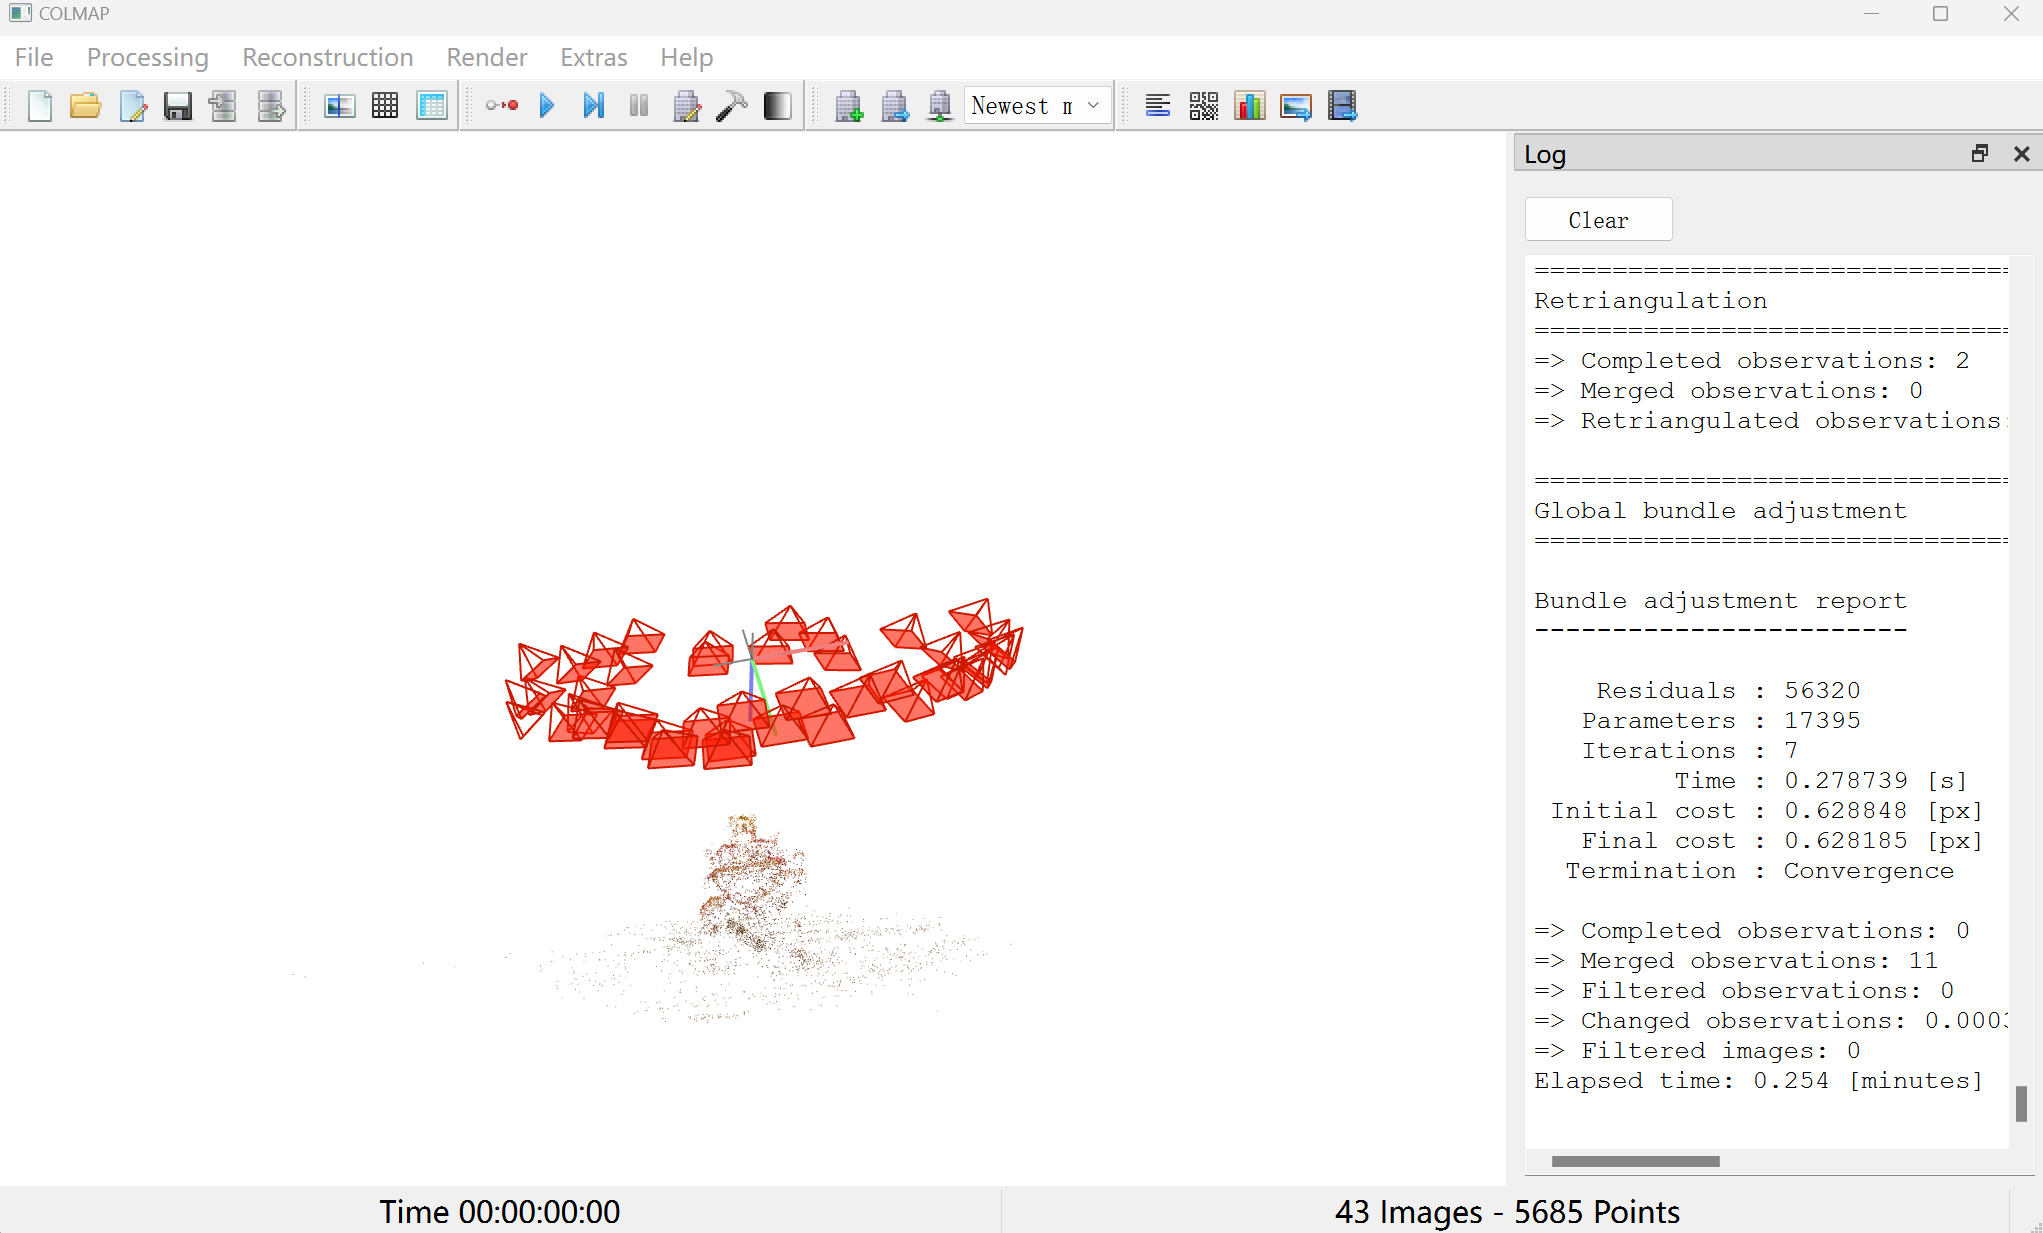 COLMAP
File Processing Reconstruction Render Extras Help
Newest m
Log
Clear
==============================
Retriangulation
==============================
=> Completed observations: 2
=> Merged observations: 0
=> Retriangulated observations:
==============================
Global bundle adjustment
==============================
Bundle adjustment report
------------------------
Residuals : 56320
Parameters : 17395
Iterations : 7
Time : 0.278739 [s]
Initial cost : 0.628848 [px]
Final cost : 0.628185 [px]
Termination : Convergence
=> Completed observations: 0
=> Merged observations: 11
=> Filtered observations: 0
=> Changed observations: 0.000
=> Filtered images: 0
Elapsed time: 0.254 [minutes]
Time 00:00:00:00
43 Images - 5685 Points